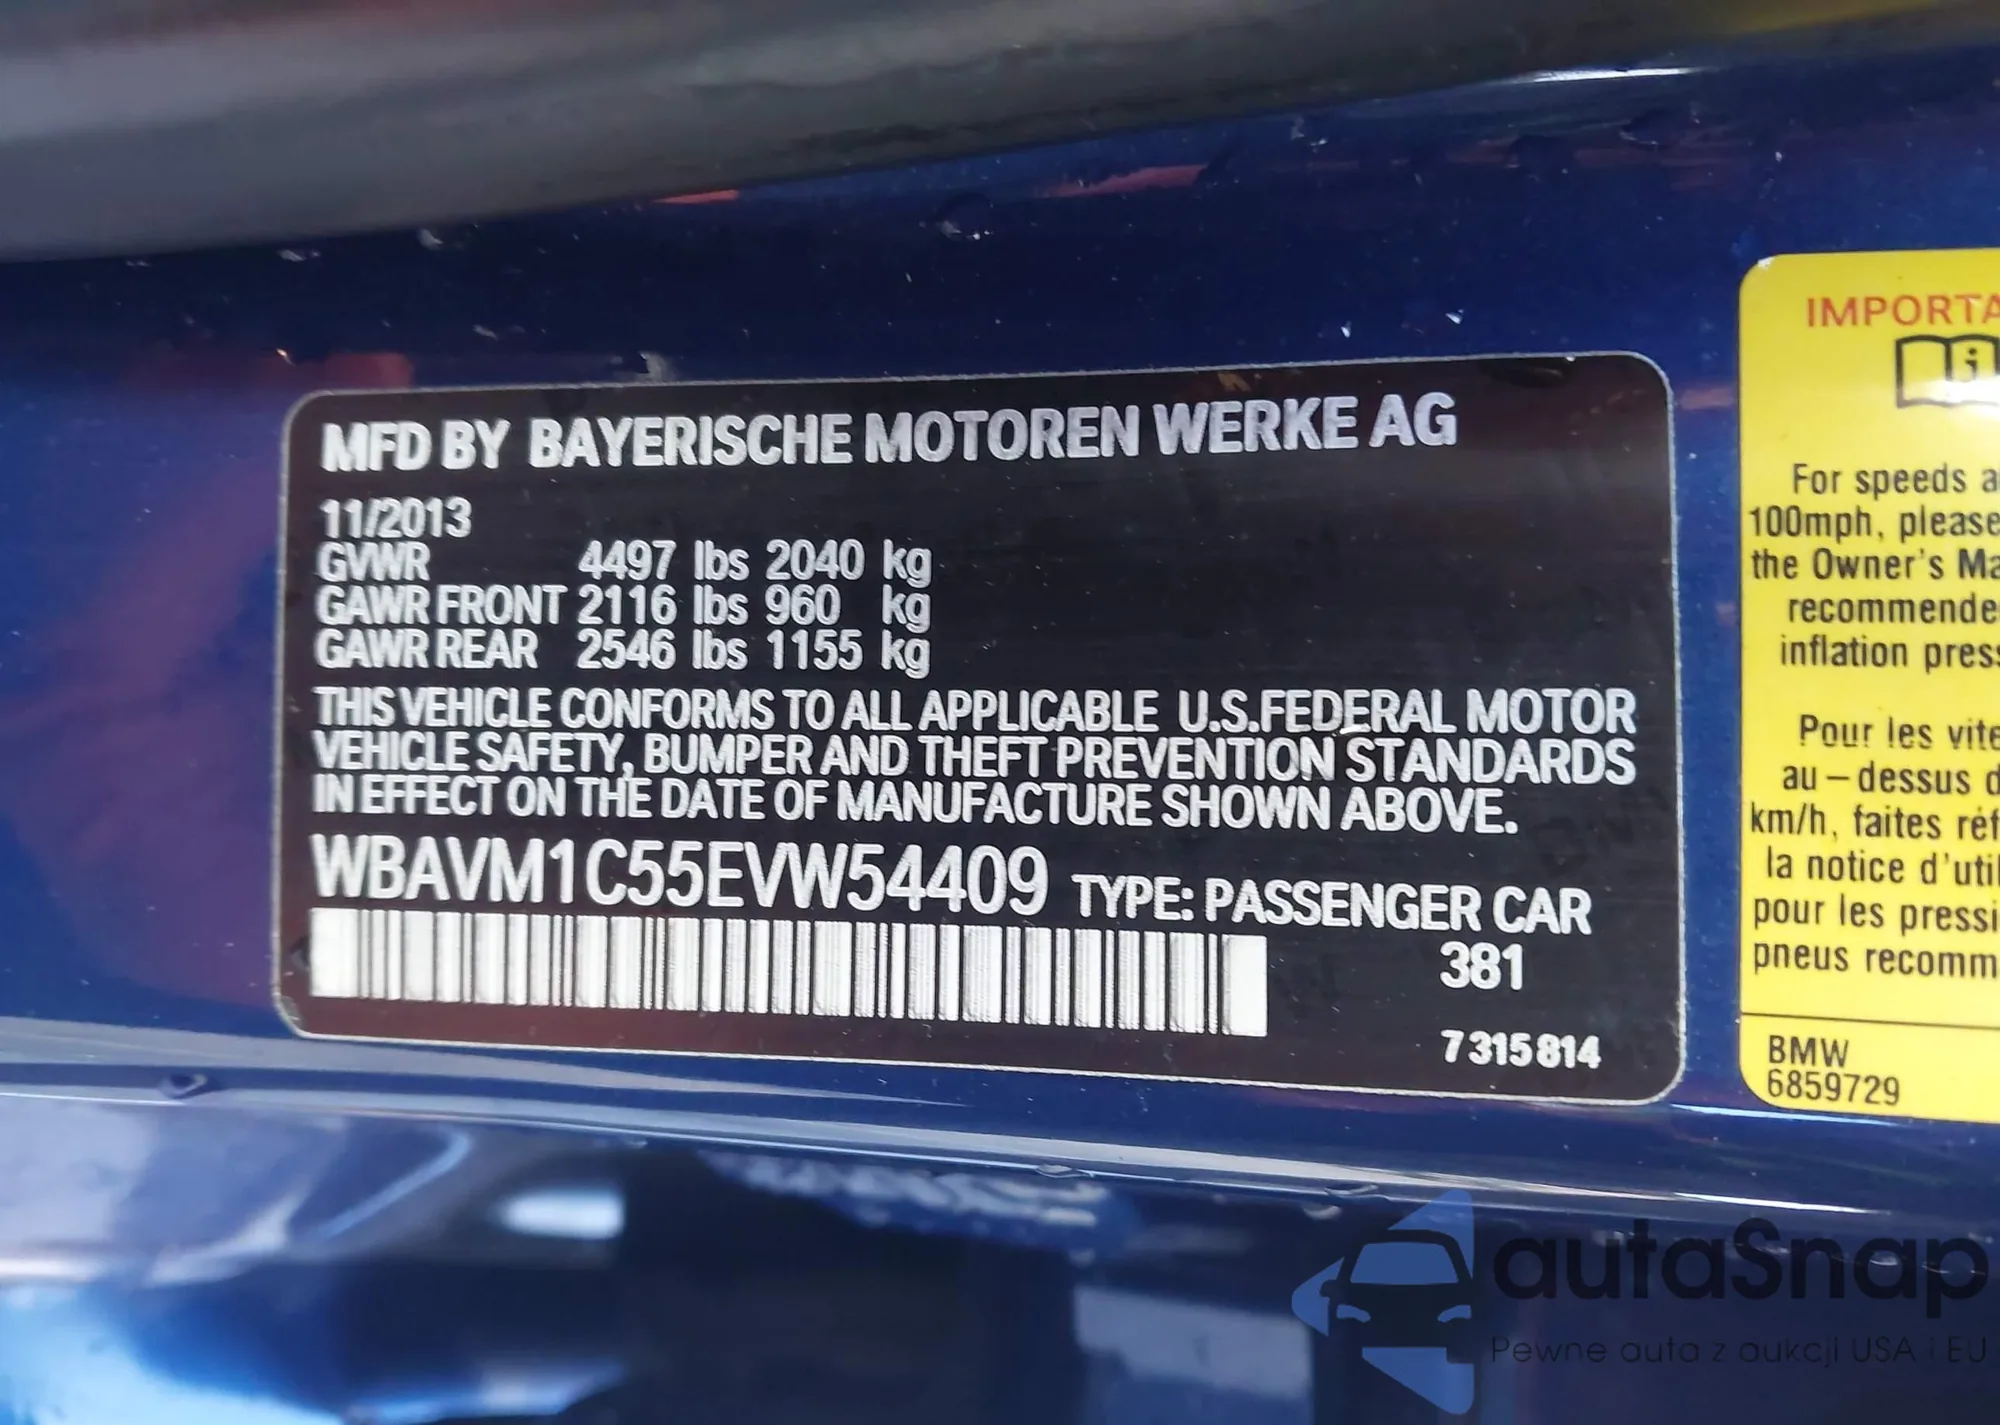 MFD BY BAYERISCHE MOTOREN WERKE AG
11/2013
GVWR 4497 lbs 2040 kg
GAWR FRONT 2116 lbs 960 kg
GAWR REAR 2546 lbs 1155 kg
THIS VEHICLE CONFORMS TO ALL APPLICABLE U.S.FEDERAL MOTOR
VEHICLE SAFETY, BUMPER AND THEFT PREVENTION STANDARDS
IN EFFECT ON THE DATE OF MANUFACTURE SHOWN ABOVE.
WBAVM1C55EVW54409 TYPE: PASSENGER CAR
381
7 315 814
IMPORTA
For speeds a
100mph, please
the Owner's Ma
recommende
inflation press
Pour les vite
au – dessus d
km/h, faites réf
la notice d'util
pour les pressi
pneus recomm
BMW
6859729
autaSnap
Pewne auta z aukcji USA i EU